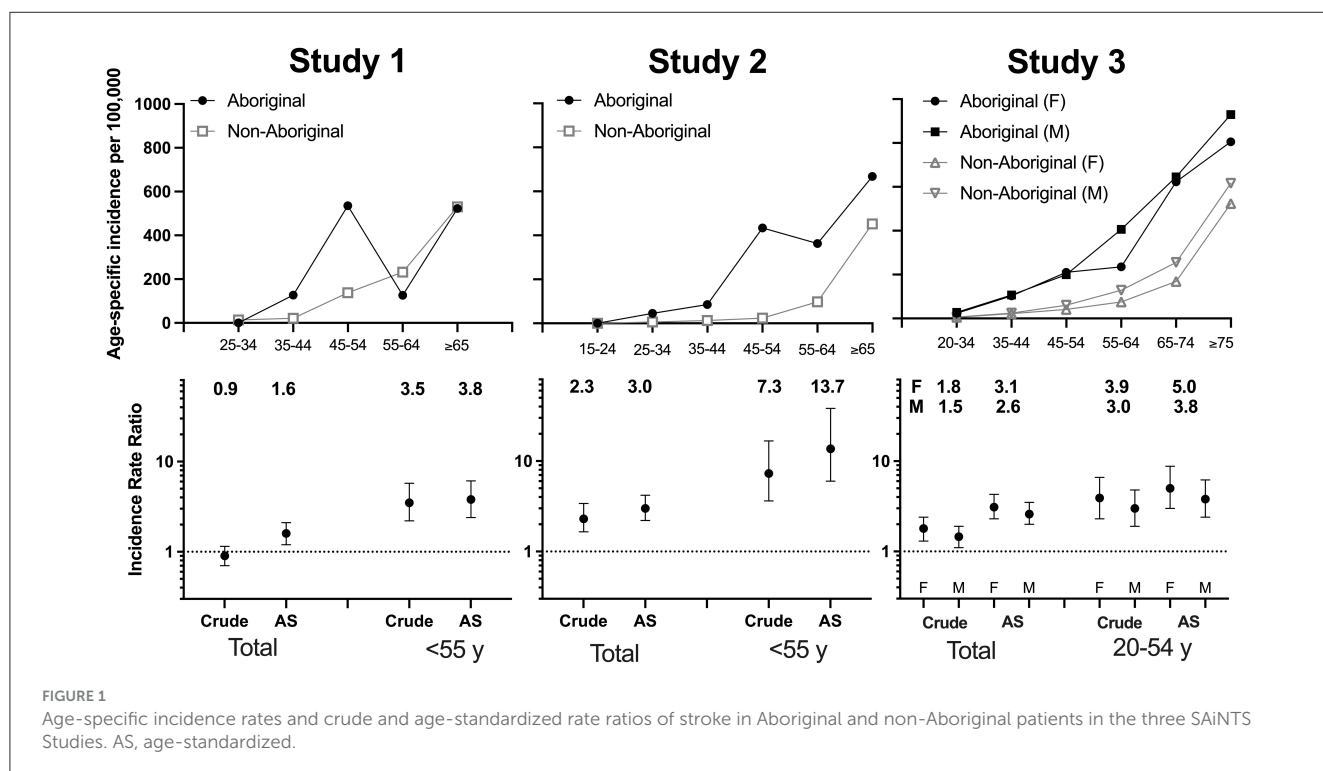 Study 1
Study 2
Study 3
Age-specific incidence per 100,000
1000
800
600
400
200
0
Aboriginal
Non-Aboriginal
25-34 35-44 45-54 55-64 ≥65
Aboriginal
Non-Aboriginal
15-24 25-34 35-44 45-54 55-64 ≥65
Aboriginal (F)
Aboriginal (M)
Non-Aboriginal (F)
Non-Aboriginal (M)
20-34 35-44 45-54 55-64 65-74 ≥75
Incidence Rate Ratio
0.9 1.6 3.5 3.8
10
1
Crude AS Crude AS
Total <55 y
2.3 3.0 7.3 13.7
10
1
Crude AS Crude AS
Total <55 y
F 1.8 3.1 3.9 5.0
M 1.5 2.6 3.0 3.8
10
1
F M F M F M F M
Crude AS Crude AS
Total 20-54 y
FIGURE 1
Age-specific incidence rates and crude and age-standardized rate ratios of stroke in Aboriginal and non-Aboriginal patients in the three SAiNTS
Studies. AS, age-standardized.